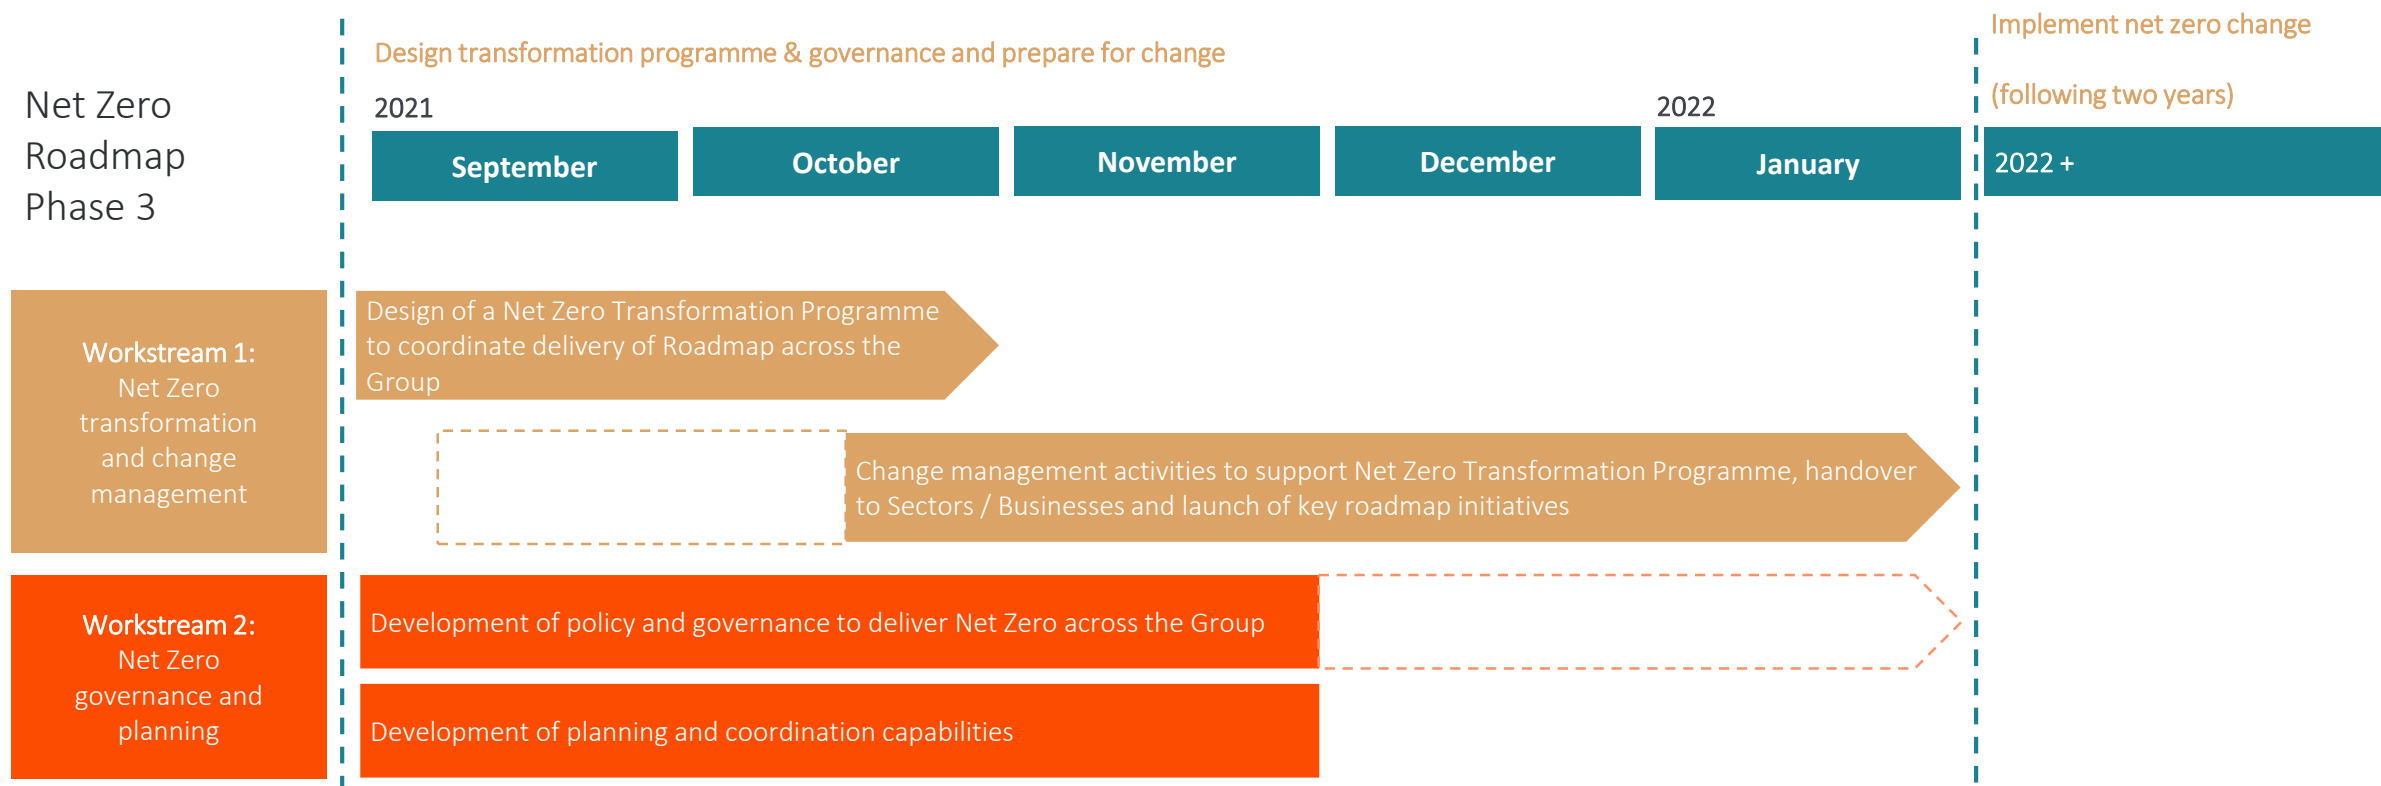 Net Zero
Roadmap
Phase 3
Design transformation programme & governance and prepare for change
Implement net zero change
(following two years)
2021
2022
September
October
November
December
January
2022 +
Workstream 1:
Net Zero
transformation
and change
management
Design of a Net Zero Transformation Programme
to coordinate delivery of Roadmap across the
Group
Change management activities to support Net Zero Transformation Programme, handover
to Sectors / Businesses and launch of key roadmap initiatives
Workstream 2:
Net Zero
governance and
planning
Development of policy and governance to deliver Net Zero across the Group
Development of planning and coordination capabilities